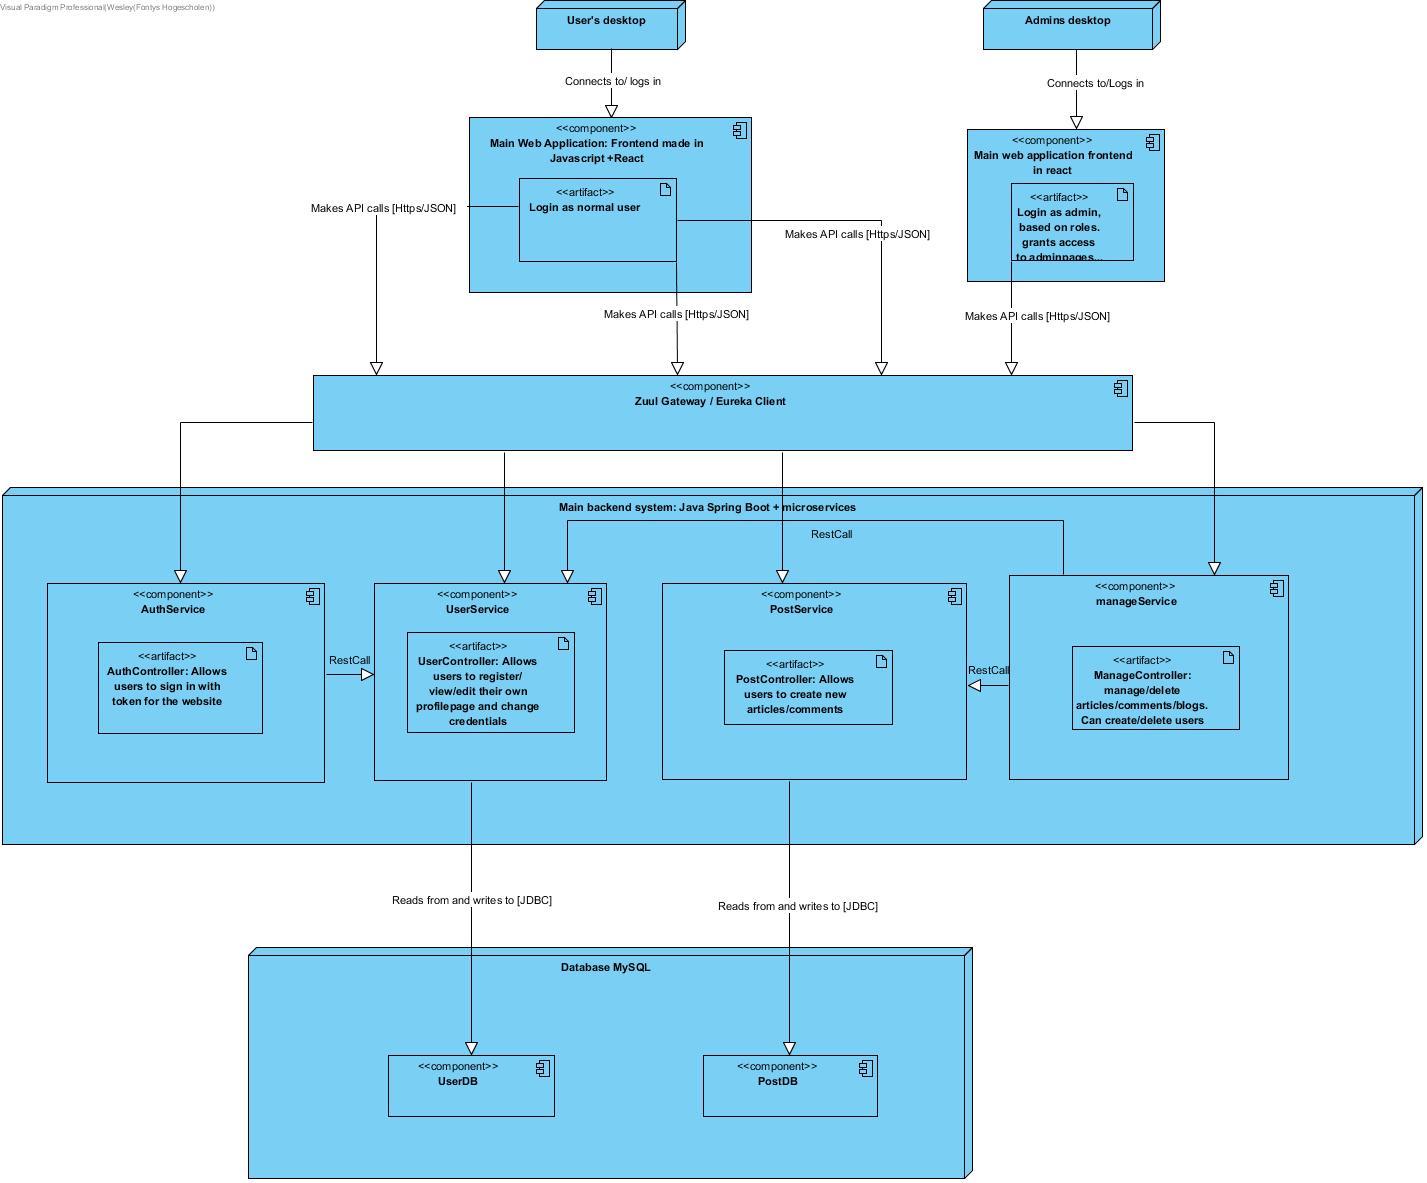 Visual Paradigm Professional(Wesley(Fontys Hogescholen))
User's desktop
Admins desktop
Connects to/ logs in
Connects to/Logs in
<<component>>
Main Web Application: Frontend made in
Javascript +React
<<artifact>>
Login as normal user
<<component>>
Main web application frontend
in react
<<artifact>>
Login as admin,
based on roles.
grants access
to adminpages...
Makes API calls [Https/JSON]
Makes API calls [Https/JSON]
Makes API calls [Https/JSON]
Makes API calls [Https/JSON]
<<component>>
Zuul Gateway / Eureka Client
Main backend system: Java Spring Boot + microservices
RestCall
<<component>>
AuthService
<<artifact>>
AuthController: Allows
users to sign in with
token for the website
RestCall
<<component>>
UserService
<<artifact>>
UserController: Allows
users to register/
view/edit their own
profilepage and change
credentials
<<component>>
PostService
<<artifact>>
PostController: Allows
users to create new
articles/comments
RestCall
<<component>>
manageService
<<artifact>>
ManageController:
manage/delete
articles/comments/blogs.
Can create/delete users
Reads from and writes to [JDBC]
Reads from and writes to [JDBC]
Database MySQL
<<component>>
UserDB
<<component>>
PostDB